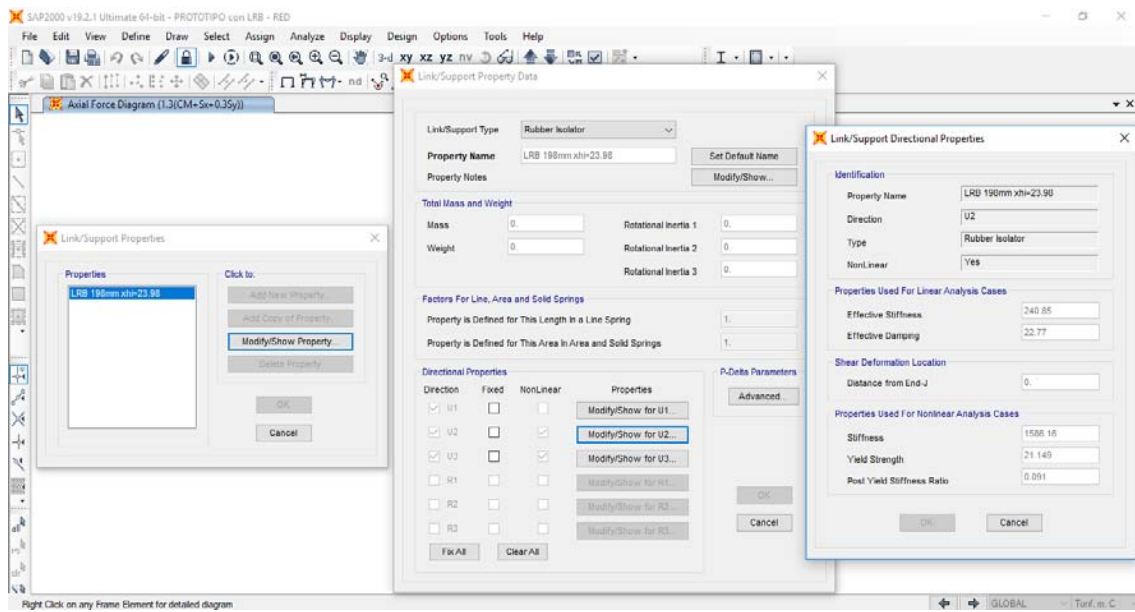 SAP2000 v19.2.1 Ultimate 64-bit - PROTOTIPO con LRB - RED
File Edit View Define Draw Select Assign Analyze Display Design Options Tools Help
3-d xy xz yz nv
nd
Axial Force Diagram (1.3(CM+Sx+0.3Sy))
Link/Support Properties
Properties
LRB 198mm xhi=23.98
Click to:
Add New Property...
Add Copy of Property...
Modify/Show Property...
Delete Property
OK
Cancel
Link/Support Property Data
Link/Support Type Rubber Isolator
Property Name LRB 198mm xhi=23.98 Set Default Name
Property Notes Modify/Show...
Total Mass and Weight
Mass 0. Rotational Inertia 1 0.
Weight 0. Rotational Inertia 2 0.
Rotational Inertia 3 0.
Factors For Line, Area and Solid Springs
Property is Defined for This Length In a Line Spring 1.
Property is Defined for This Area In Area and Solid Springs 1.
Directional Properties
Direction Fixed NonLinear Properties
U1 Modify/Show for U1...
U2 Modify/Show for U2...
U3 Modify/Show for U3...
R1 Modify/Show for R1...
R2 Modify/Show for R2...
R3 Modify/Show for R3...
Fix All Clear All
P-Delta Parameters
Advanced...
OK
Cancel
Link/Support Directional Properties
Identification
Property Name LRB 198mm xhi=23.98
Direction U2
Type Rubber Isolator
NonLinear Yes
Properties Used For Linear Analysis Cases
Effective Stiffness 240.85
Effective Damping 22.77
Shear Deformation Location
Distance from End-J 0.
Properties Used For Nonlinear Analysis Cases
Stiffness 1586.16
Yield Strength 21.149
Post Yield Stiffness Ratio 0.091
OK Cancel
all
Right Click on any Frame Element for detailed diagram
GLOBAL Tonf, m, C